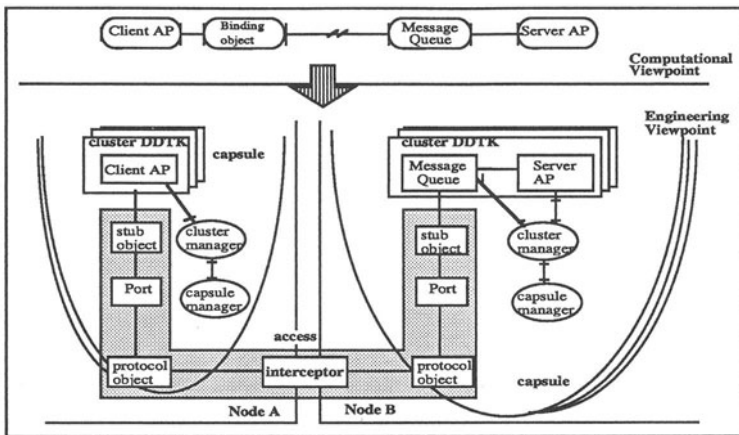 Client AP
Binding
object
Message
Queue
Server AP
Computational
Viewpoint
Engineering
Viewpoint
cluster DDTK
capsule
Client AP
stub
object
cluster
manager
Port
capsule
manager
protocol
object
cluster DDTK
Message
Queue
Server
AP
stub
object
cluster
manager
Port
capsule
manager
access
interceptor
protocol
object
capsule
Node A
Node B